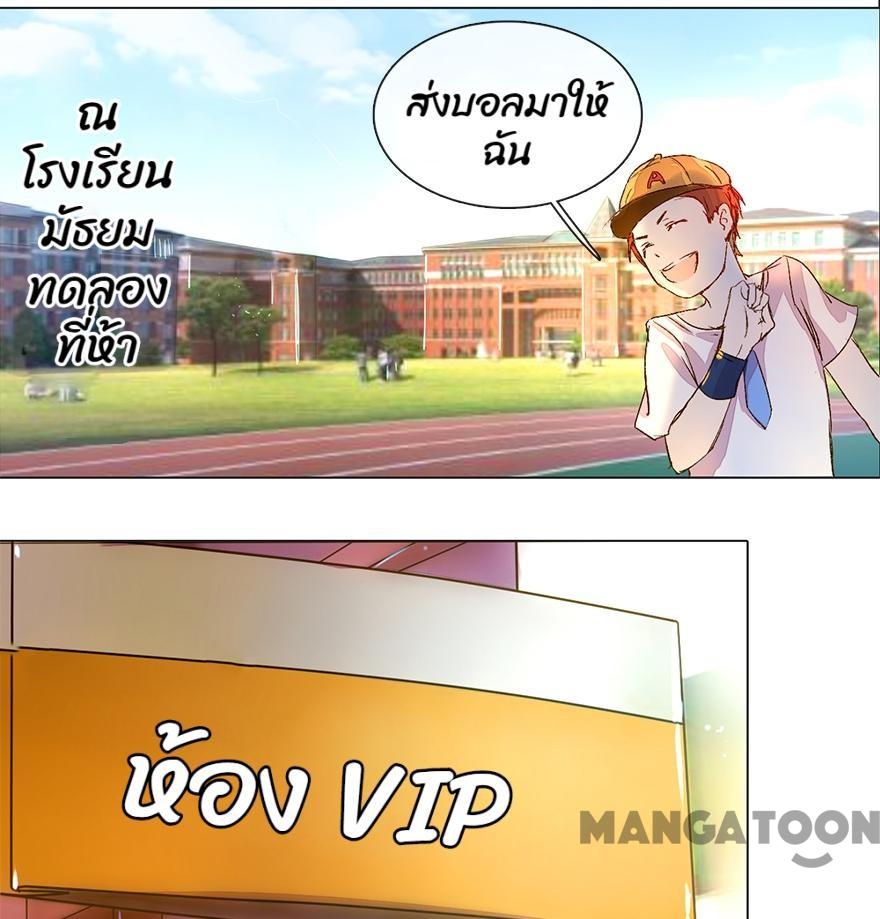 ณ
โรงเรียน
มัธยม
ทดลอง
ที่ห้า
ส่งบอลมาให้
ฉัน
A
ห้อง VIP
MANGATOON